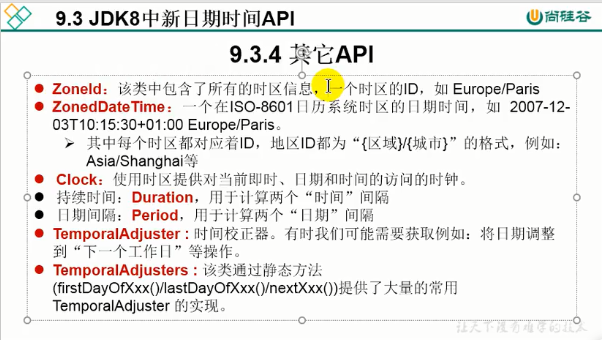 9.3 JDK8中新日期时间API
尚硅谷
9.3.4 其它API
ZoneId：该类中包含了所有的时区信息，一个时区的ID，如 Europe/Paris
ZonedDateTime：一个在ISO-8601日历系统时区的日期时间，如 2007-12-
03T10:15:30+01:00 Europe/Paris。
其中每个时区都对应着ID，地区ID都为“{区域}/{城市}”的格式，例如：
Asia/Shanghai等
Clock：使用时区提供对当前即时、日期和时间的访问的时钟。
持续时间：Duration，用于计算两个“时间”间隔
日期间隔：Period，用于计算两个“日期”间隔
TemporalAdjuster : 时间校正器。有时我们可能需要获取例如：将日期调整
到“下一个工作日”等操作。
TemporalAdjusters : 该类通过静态方法
(firstDayOfXxx()/lastDayOfXxx()/nextXxx())提供了大量的常用
TemporalAdjuster 的实现。
让天下没有难学的技术